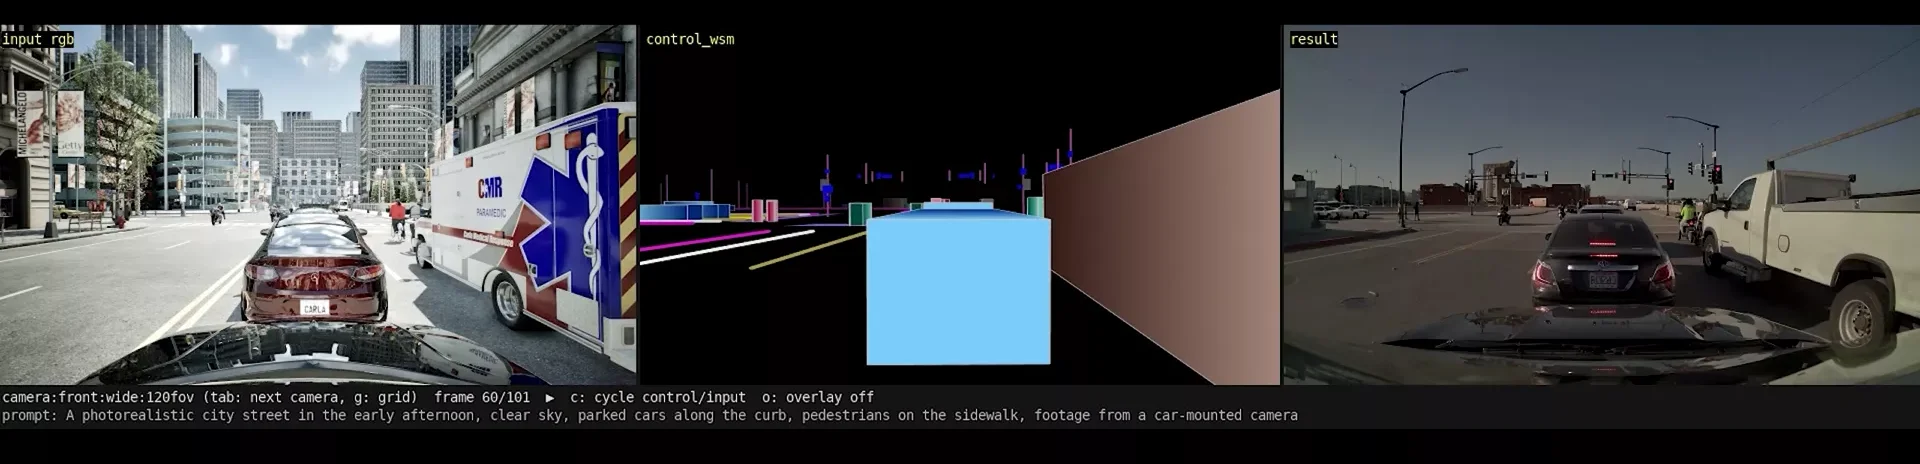 input rgb
control_wsm
result
MICHELANGELO
Getty
CMR
PARAMEDIC
CARLA
camera:front:wide:120fov (tab: next camera, g: grid) frame 60/101 ▶ c: cycle control/input o: overlay off
prompt: A photorealistic city street in the early afternoon, clear sky, parked cars along the curb, pedestrians on the sidewalk, footage from a car-mounted camera